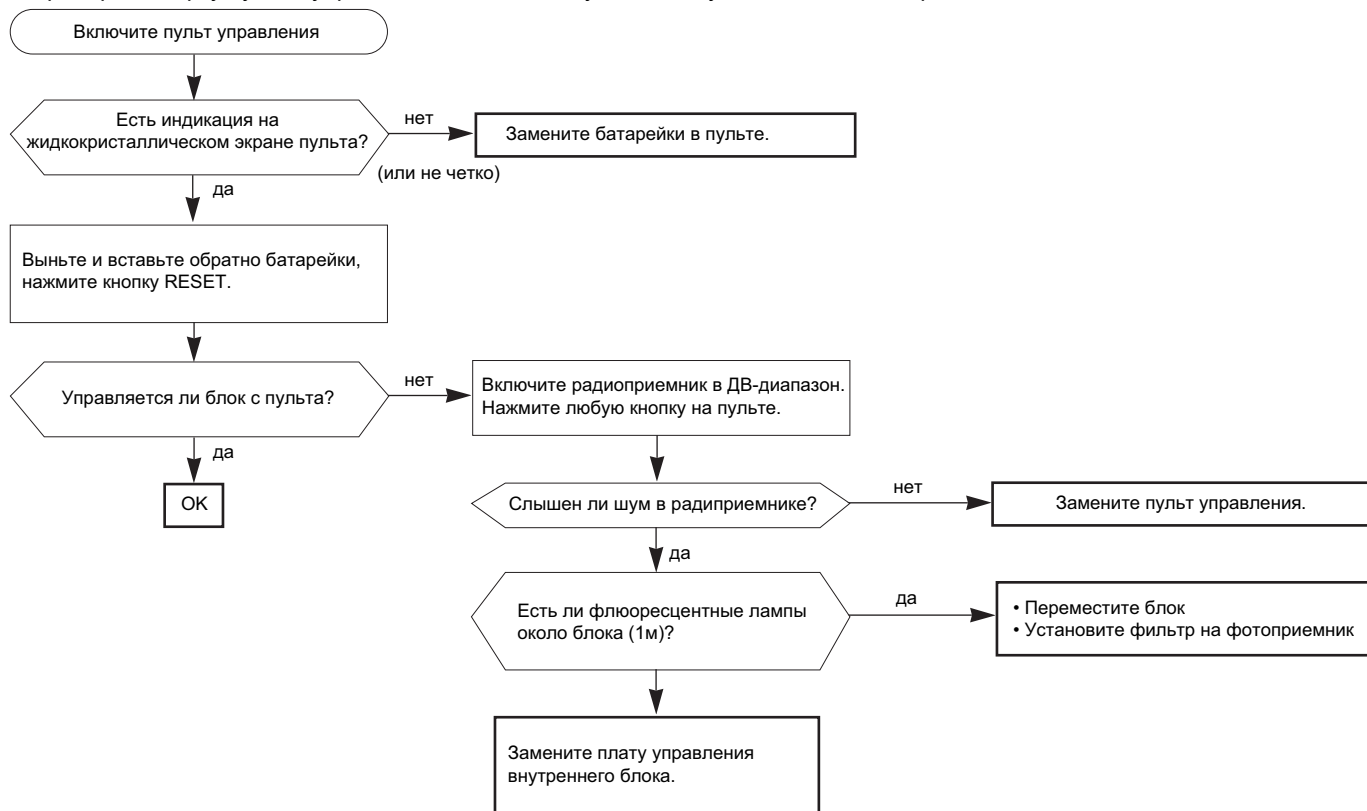 Включите пульт управления
Есть индикация на
жидкокристаллическом экране пульта?
нет
Замените батарейки в пульте.
(или не четко)
да
Выньте и вставьте обратно батарейки,
нажмите кнопку RESET.
Управляется ли блок с пульта?
нет
Включите радиоприемник в ДВ-диапазон.
Нажмите любую кнопку на пульте.
да
OK
Слышен ли шум в радиприемнике?
нет
Замените пульт управления.
да
Есть ли флюоресцентные лампы
около блока (1м)?
да
• Переместите блок
• Установите фильтр на фотоприемник
Замените плату управления
внутреннего блока.